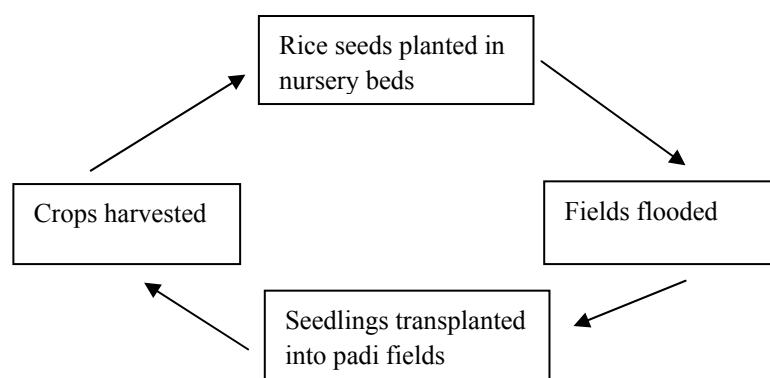 Rice seeds planted in
nursery beds
Fields flooded
Seedlings transplanted
into padi fields
Crops harvested